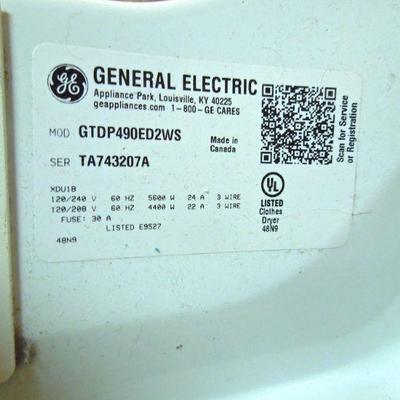 GE GENERAL ELECTRIC
Appliance Park, Louisville, KY 40225
geappliances.com 1-800-GE CARES
MOD GTDP490ED2WS
Made in
Canada
SER TA743207A
Scan for Service
or Registration
XDU1B
120/240 V 60 HZ 5600 W 24 A 3 WIRE
120/208 V 60 HZ 4400 W 22 A 3 WIRE
FUSE: 30 A
LISTED E9527
48N9
UL
LISTED
Clothes
Dryer
48N9